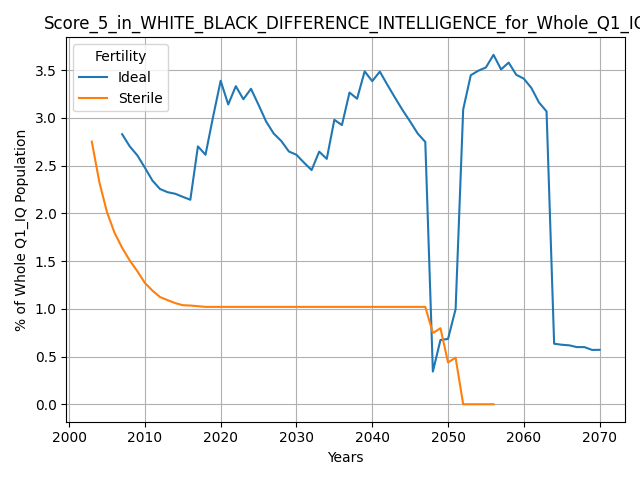 Score_5_in_WHITE_BLACK_DIFFERENCE_INTELLIGENCE_for_Whole_Q1_IQ
Fertility
Ideal
Sterile
% of Whole Q1_IQ Population
3.5
3.0
2.5
2.0
1.5
1.0
0.5
0.0
2000 2010 2020 2030 2040 2050 2060 2070
Years